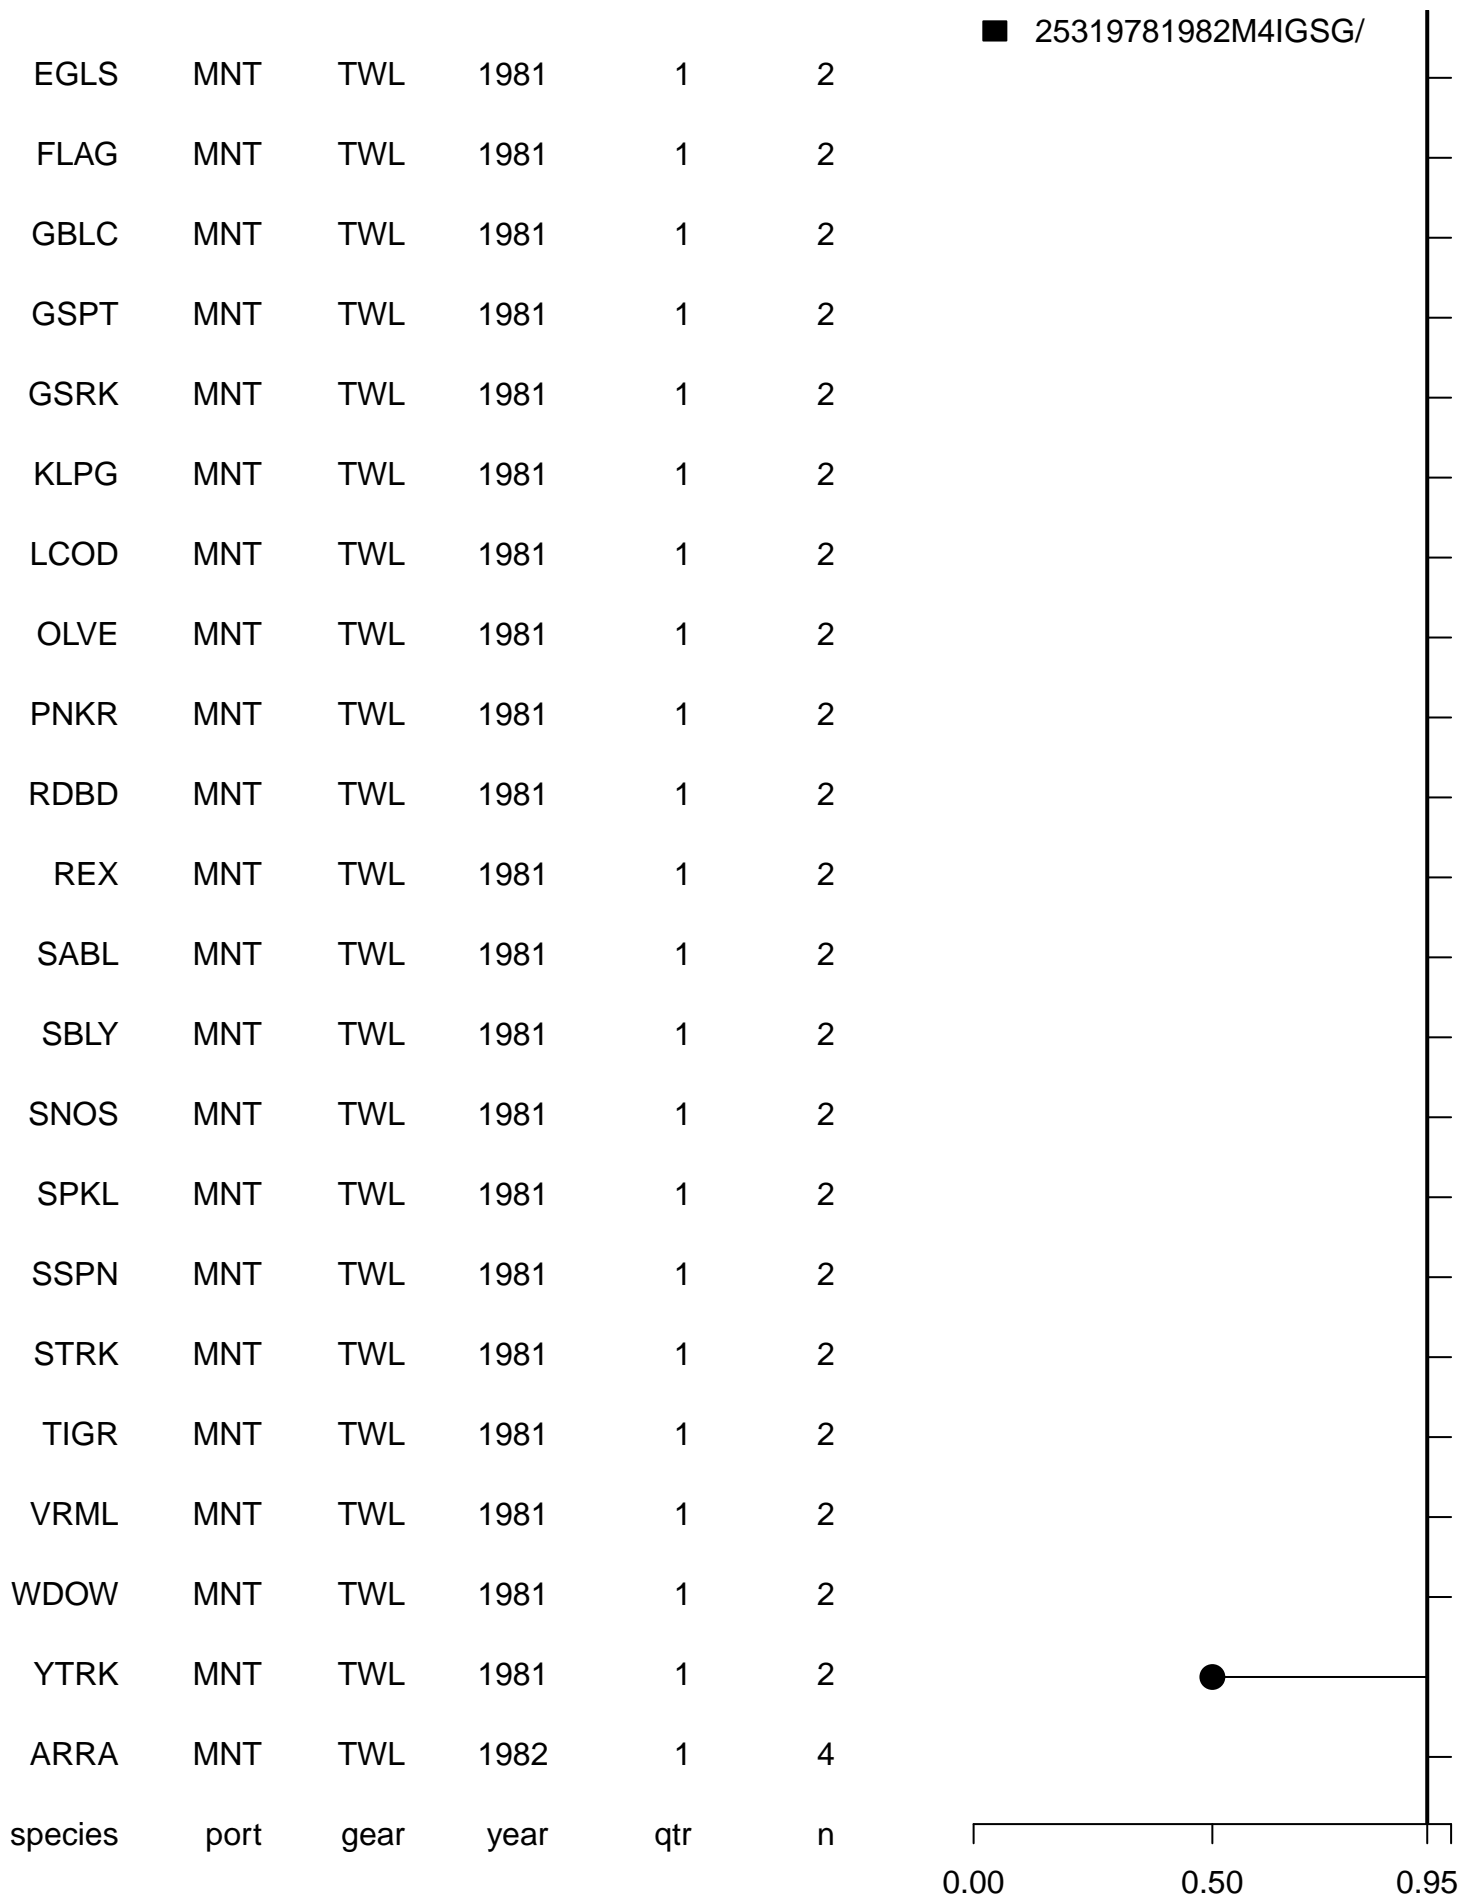 25319781982M4IGSG/
EGLS MNT TWL 1981 1 2
FLAG MNT TWL 1981 1 2
GBLC MNT TWL 1981 1 2
GSPT MNT TWL 1981 1 2
GSRK MNT TWL 1981 1 2
KLPG MNT TWL 1981 1 2
LCOD MNT TWL 1981 1 2
OLVE MNT TWL 1981 1 2
PNKR MNT TWL 1981 1 2
RDBD MNT TWL 1981 1 2
REX MNT TWL 1981 1 2
SABL MNT TWL 1981 1 2
SBLY MNT TWL 1981 1 2
SNOS MNT TWL 1981 1 2
SPKL MNT TWL 1981 1 2
SSPN MNT TWL 1981 1 2
STRK MNT TWL 1981 1 2
TIGR MNT TWL 1981 1 2
VRML MNT TWL 1981 1 2
WDOW MNT TWL 1981 1 2
YTRK MNT TWL 1981 1 2
ARRA MNT TWL 1982 1 4
species port gear year qtr n
0.00 0.50 0.95